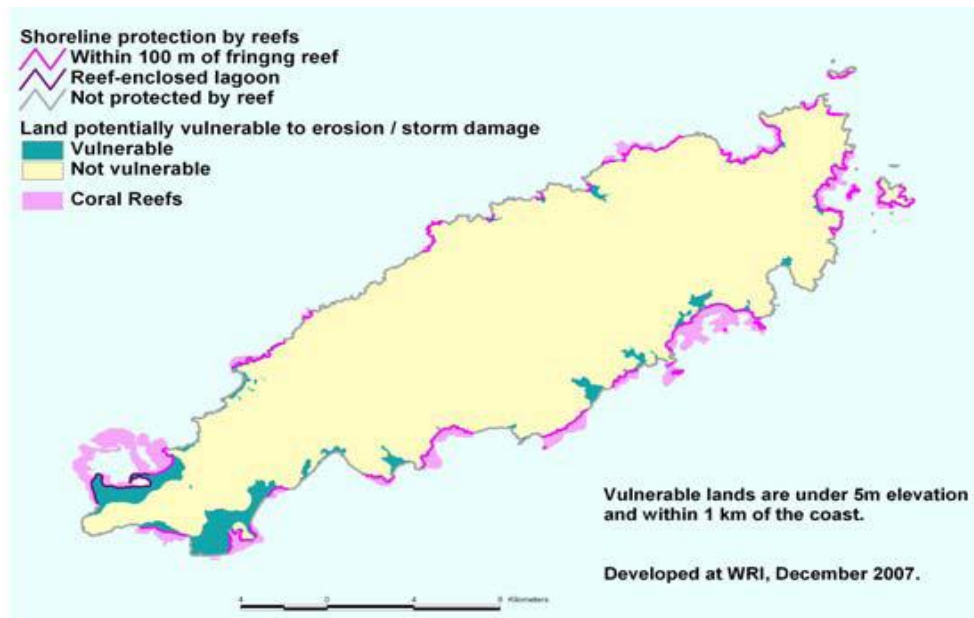 Shoreline protection by reefs
Within 100 m of fringng reef
Reef-enclosed lagoon
Not protected by reef
Land potentially vulnerable to erosion / storm damage
Vulnerable
Not vulnerable
Coral Reefs
Vulnerable lands are under 5m elevation
and within 1 km of the coast.
Developed at WRI, December 2007.
4 0 4 8 Kilometers